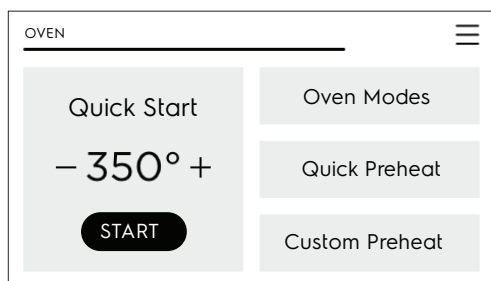 OVEN
Quick Start
– 350° +
START
Oven Modes
Quick Preheat
Custom Preheat